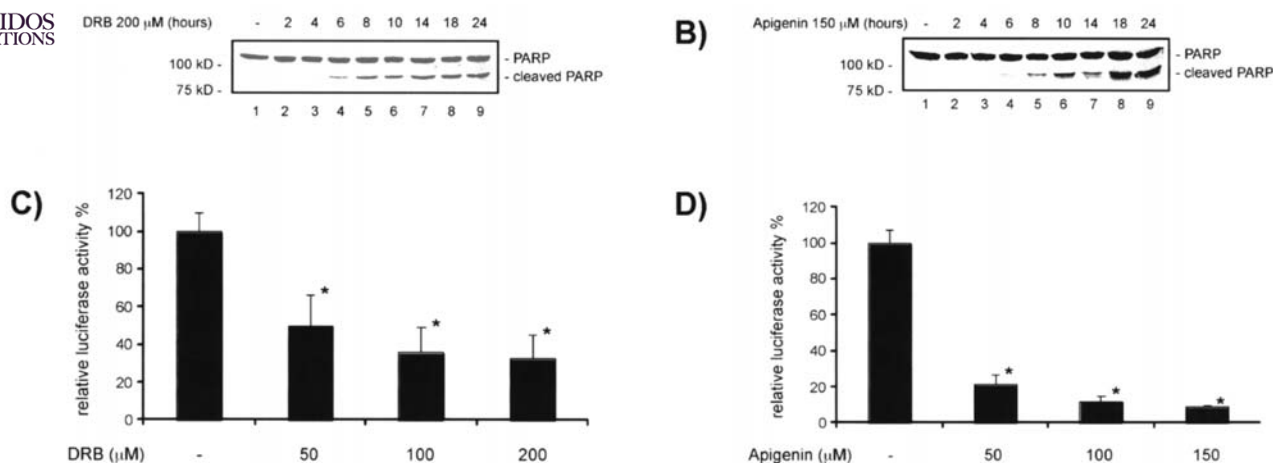 IDOS
ATIONS
DRB 200 µM (hours) - 2 4 6 8 10 14 18 24
- PARP
100 kD -
- cleaved PARP
75 kD -
1 2 3 4 5 6 7 8 9
B)
Apigenin 150 µM (hours) - 2 4 6 8 10 14 18 24
- PARP
100 kD -
- cleaved PARP
75 kD -
1 2 3 4 5 6 7 8 9
C)
relative luciferase activity %
120
100
80
60
40
20
0
* * *
DRB (µM) - 50 100 200
D)
relative luciferase activity %
120
100
80
60
40
20
0
* * *
Apigenin (µM) - 50 100 150